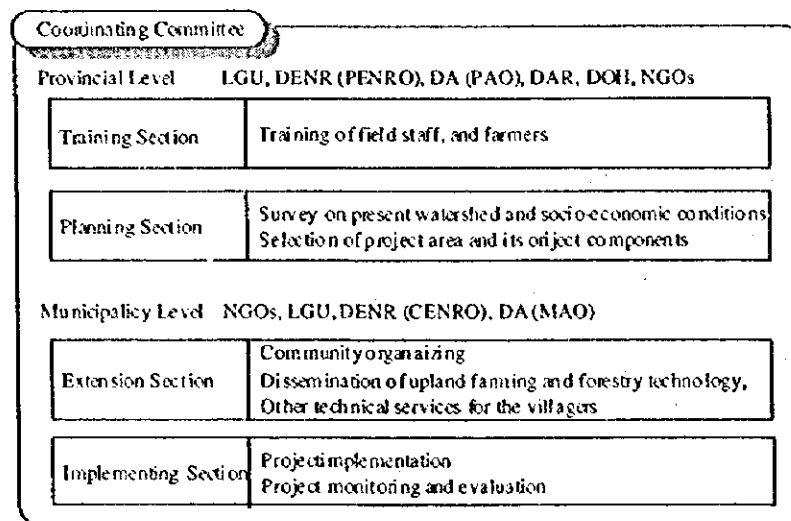 Coordinating Committee
Provincial Level LGU, DENR (PENRO), DA (PAO), DAR, DOH, NGOs
Training Section Training of field staff, and farmers
Planning Section Survey on present watershed and socio-economic conditions
Selection of project area and its oriject components
Municipality Level NGOs, LGU, DENR (CENRO), DA (MAO)
Extension Section Community organaizing
Dissemination of upland farming and forestry technology,
Other technical services for the villagers
Implementing Section Project implementation
Project monitoring and evaluation